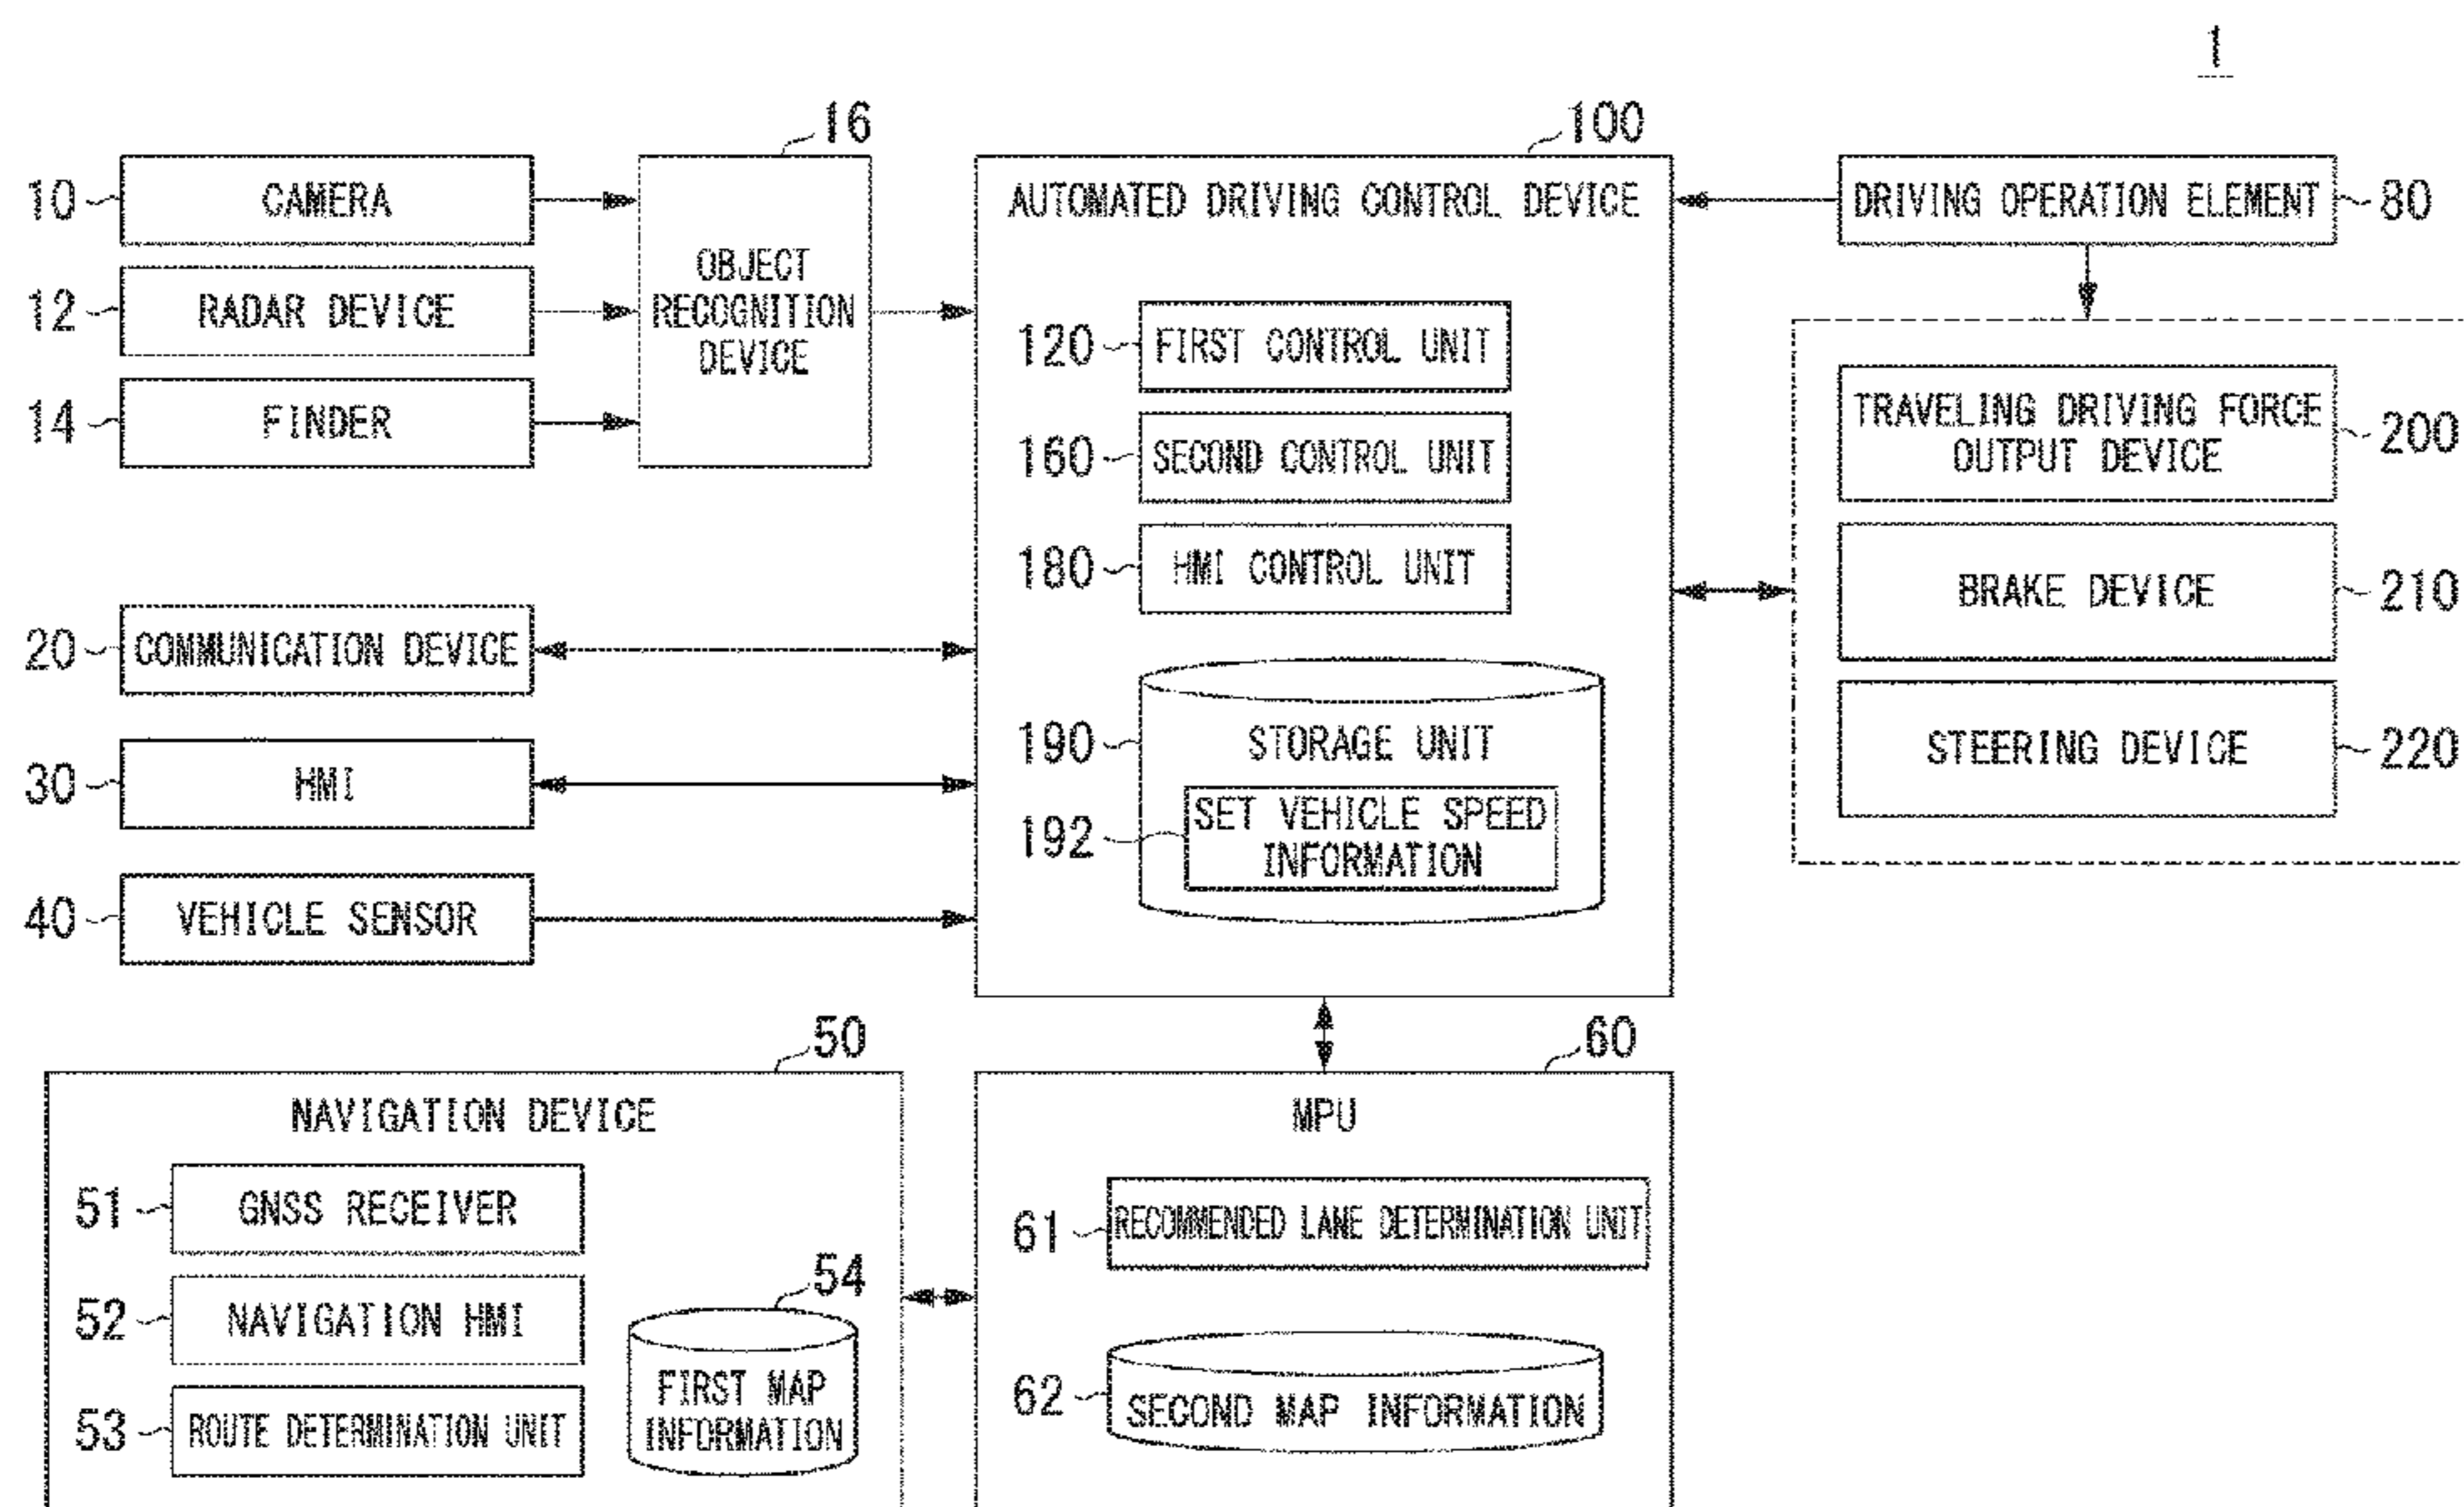 1
16
100
10
CAMERA
AUTOMATED DRIVING CONTROL DEVICE
DRIVING OPERATION ELEMENT
80
OBJECT
RECOGNITION
DEVICE
12
RADAR DEVICE
120
FIRST CONTROL UNIT
14
FINDER
160
SECOND CONTROL UNIT
TRAVELING DRIVING FORCE
OUTPUT DEVICE
200
180
HMI CONTROL UNIT
BRAKE DEVICE
210
20
COMMUNICATION DEVICE
190
STORAGE UNIT
STEERING DEVICE
220
30
HMI
192
SET VEHICLE SPEED
INFORMATION
40
VEHICLE SENSOR
50
60
NAVIGATION DEVICE
MPU
51
GNSS RECEIVER
61
RECOMMENDED LANE DETERMINATION UNIT
52
NAVIGATION HMI
54
FIRST MAP
INFORMATION
62
SECOND MAP INFORMATION
53
ROUTE DETERMINATION UNIT